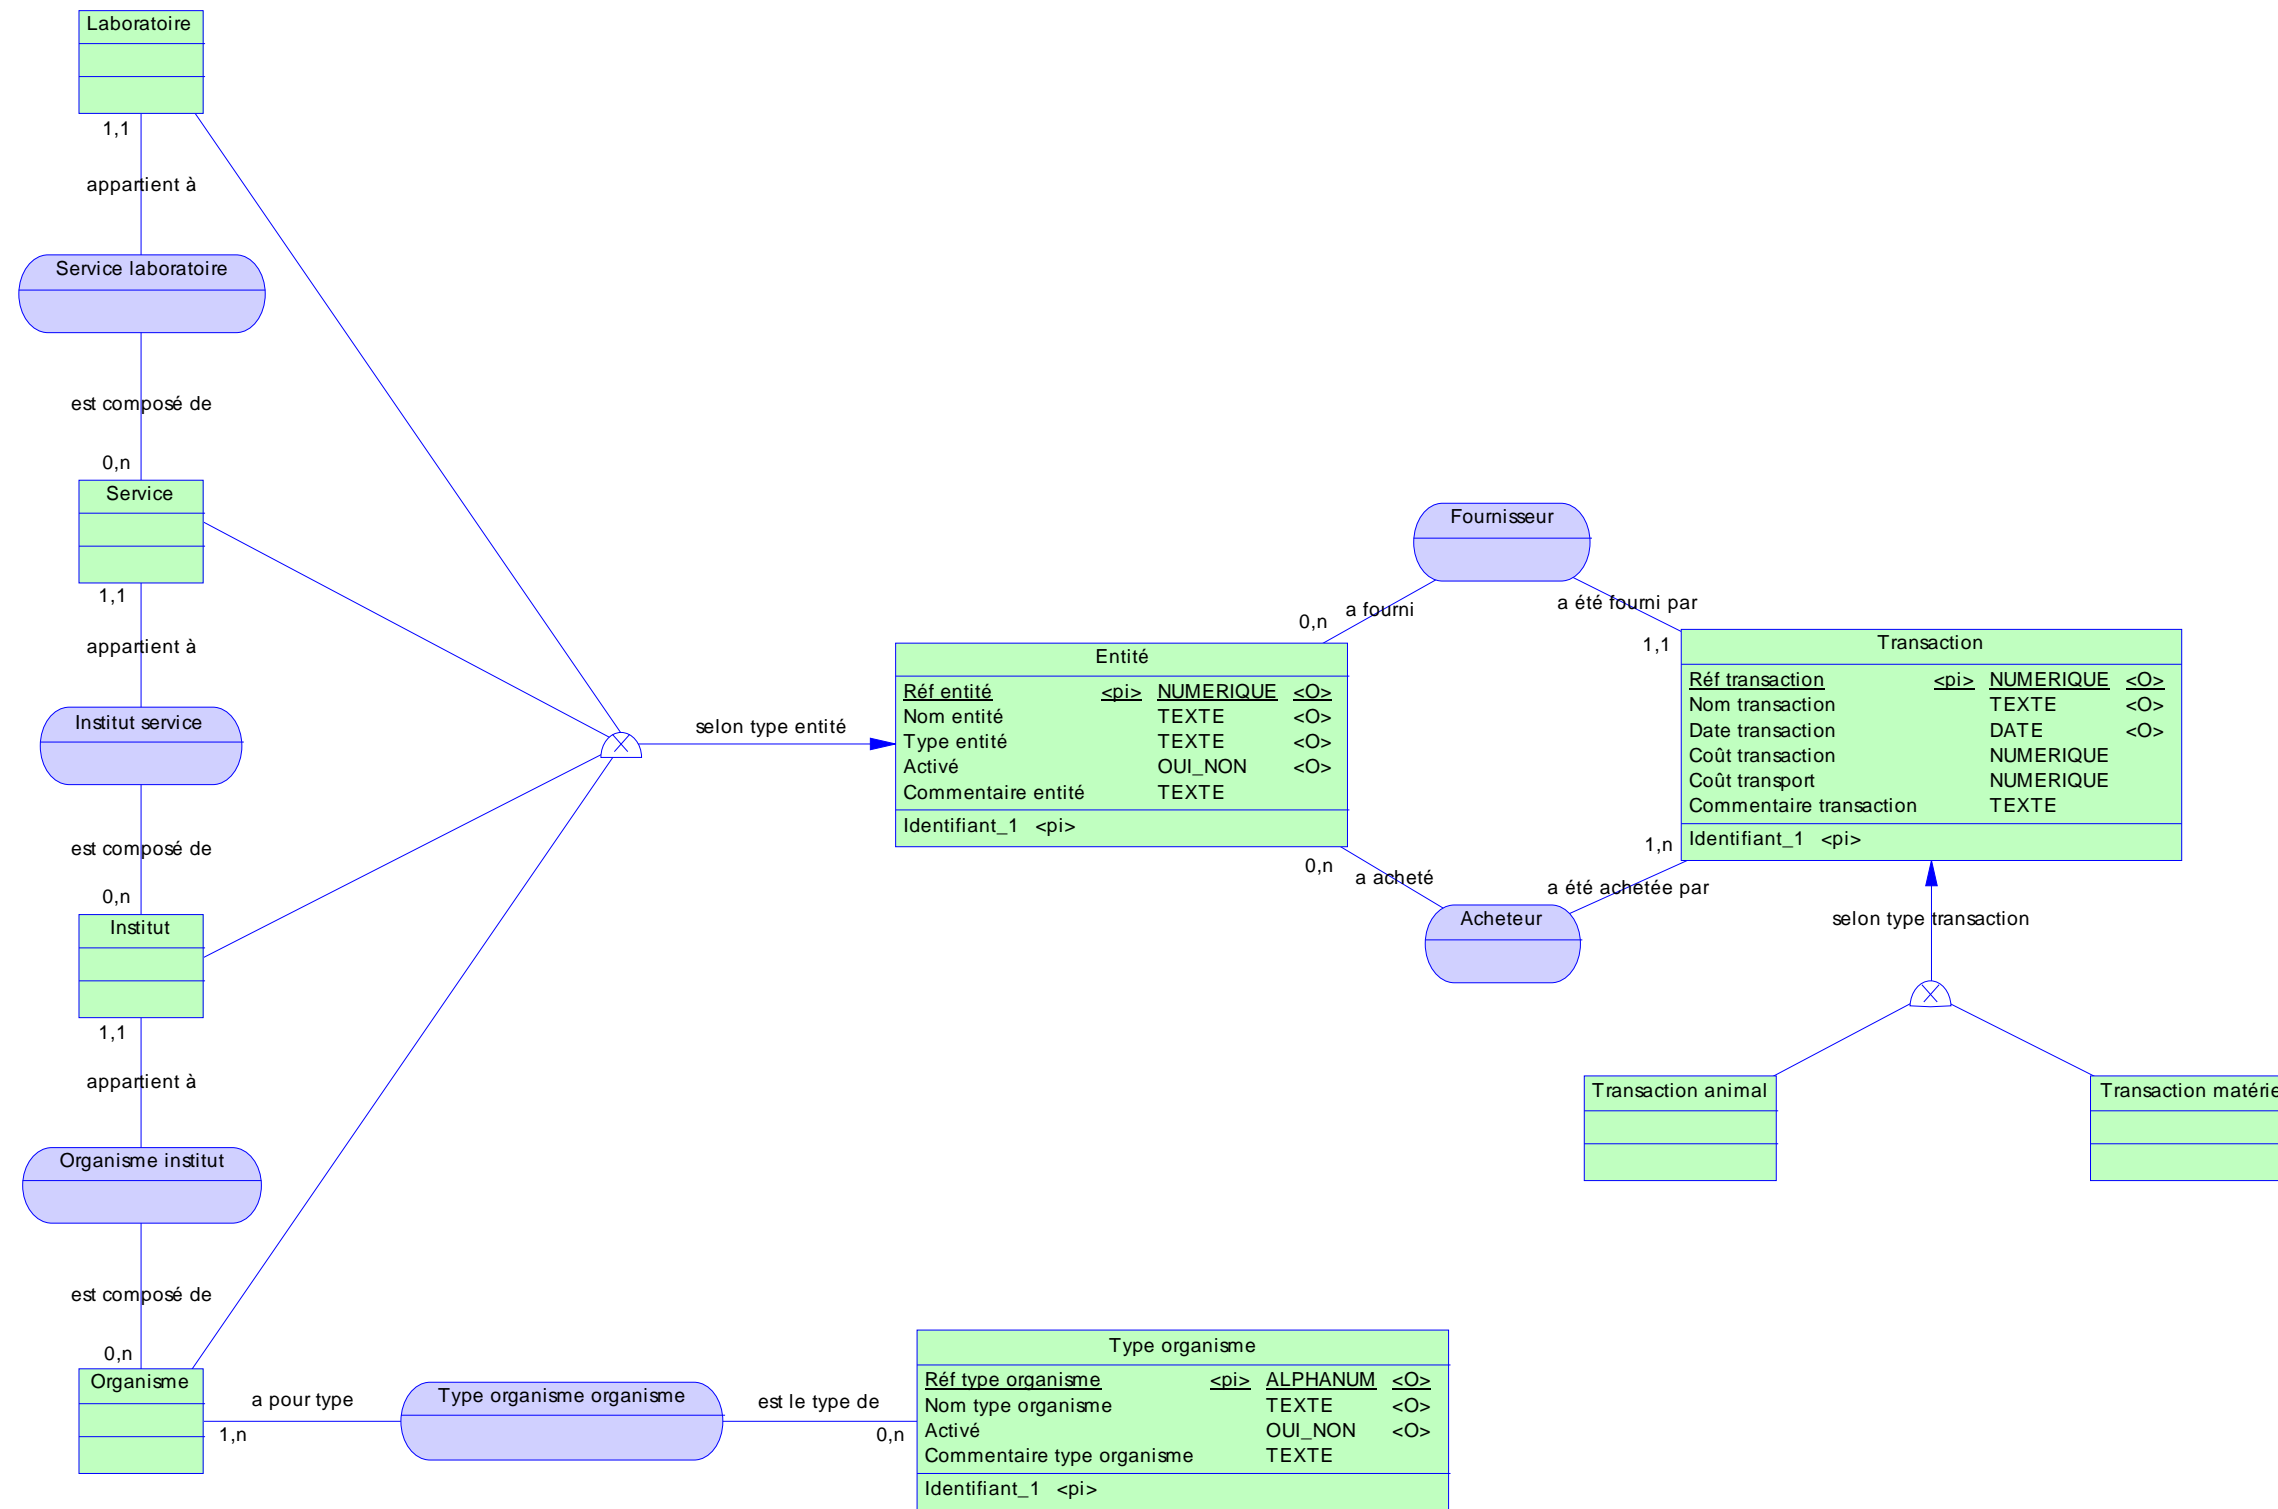 Laboratoire
1,1
appartient à
Service laboratoire
est composé de
0,n
Service
1,1
appartient à
Institut service
est composé de
0,n
Institut
1,1
appartient à
Organisme institut
est composé de
0,n
Organisme
a pour type
1,n
Type organisme organisme
est le type de
0,n
Type organisme
Réf type organisme <pi> ALPHANUM <O>
Nom type organisme TEXTE <O>
Activé OUI_NON <O>
Commentaire type organisme TEXTE
Identifiant_1 <pi>
selon type entité
Entité
Réf entité <pi> NUMERIQUE <O>
Nom entité TEXTE <O>
Type entité TEXTE <O>
Activé OUI_NON <O>
Commentaire entité TEXTE
Identifiant_1 <pi>
0,n
a fourni
Fournisseur
a été fourni par
1,1
0,n
a acheté
Acheteur
a été achetée par
1,n
Transaction
Réf transaction <pi> NUMERIQUE <O>
Nom transaction TEXTE <O>
Date transaction DATE <O>
Coût transaction NUMERIQUE
Coût transport NUMERIQUE
Commentaire transaction TEXTE
Identifiant_1 <pi>
selon type transaction
Transaction animal
Transaction matérie